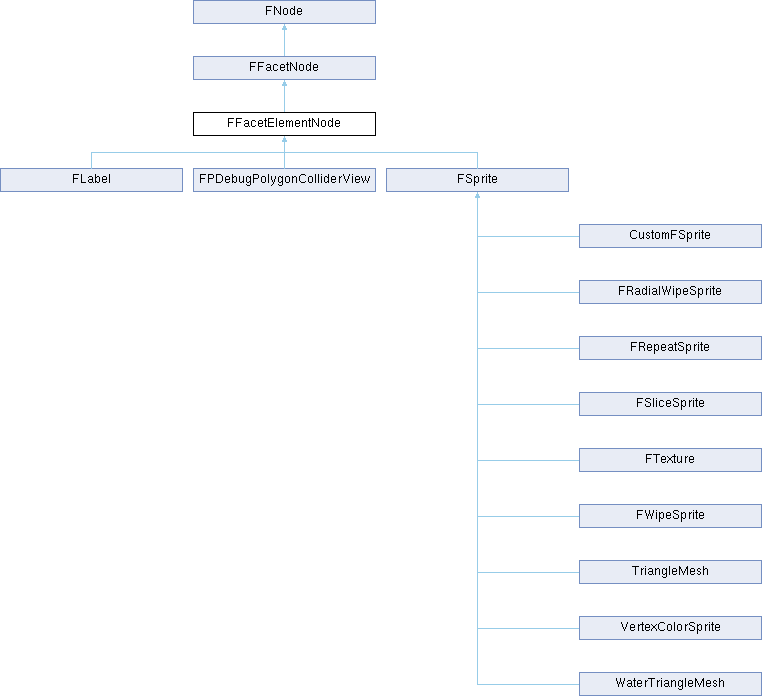 FNode
FFacetNode
FFacetElementNode
FLabel
FPDebugPolygonColliderView
FSprite
CustomFSprite
FRadialWipeSprite
FRepeatSprite
FSliceSprite
FTexture
FWipeSprite
TriangleMesh
VertexColorSprite
WaterTriangleMesh